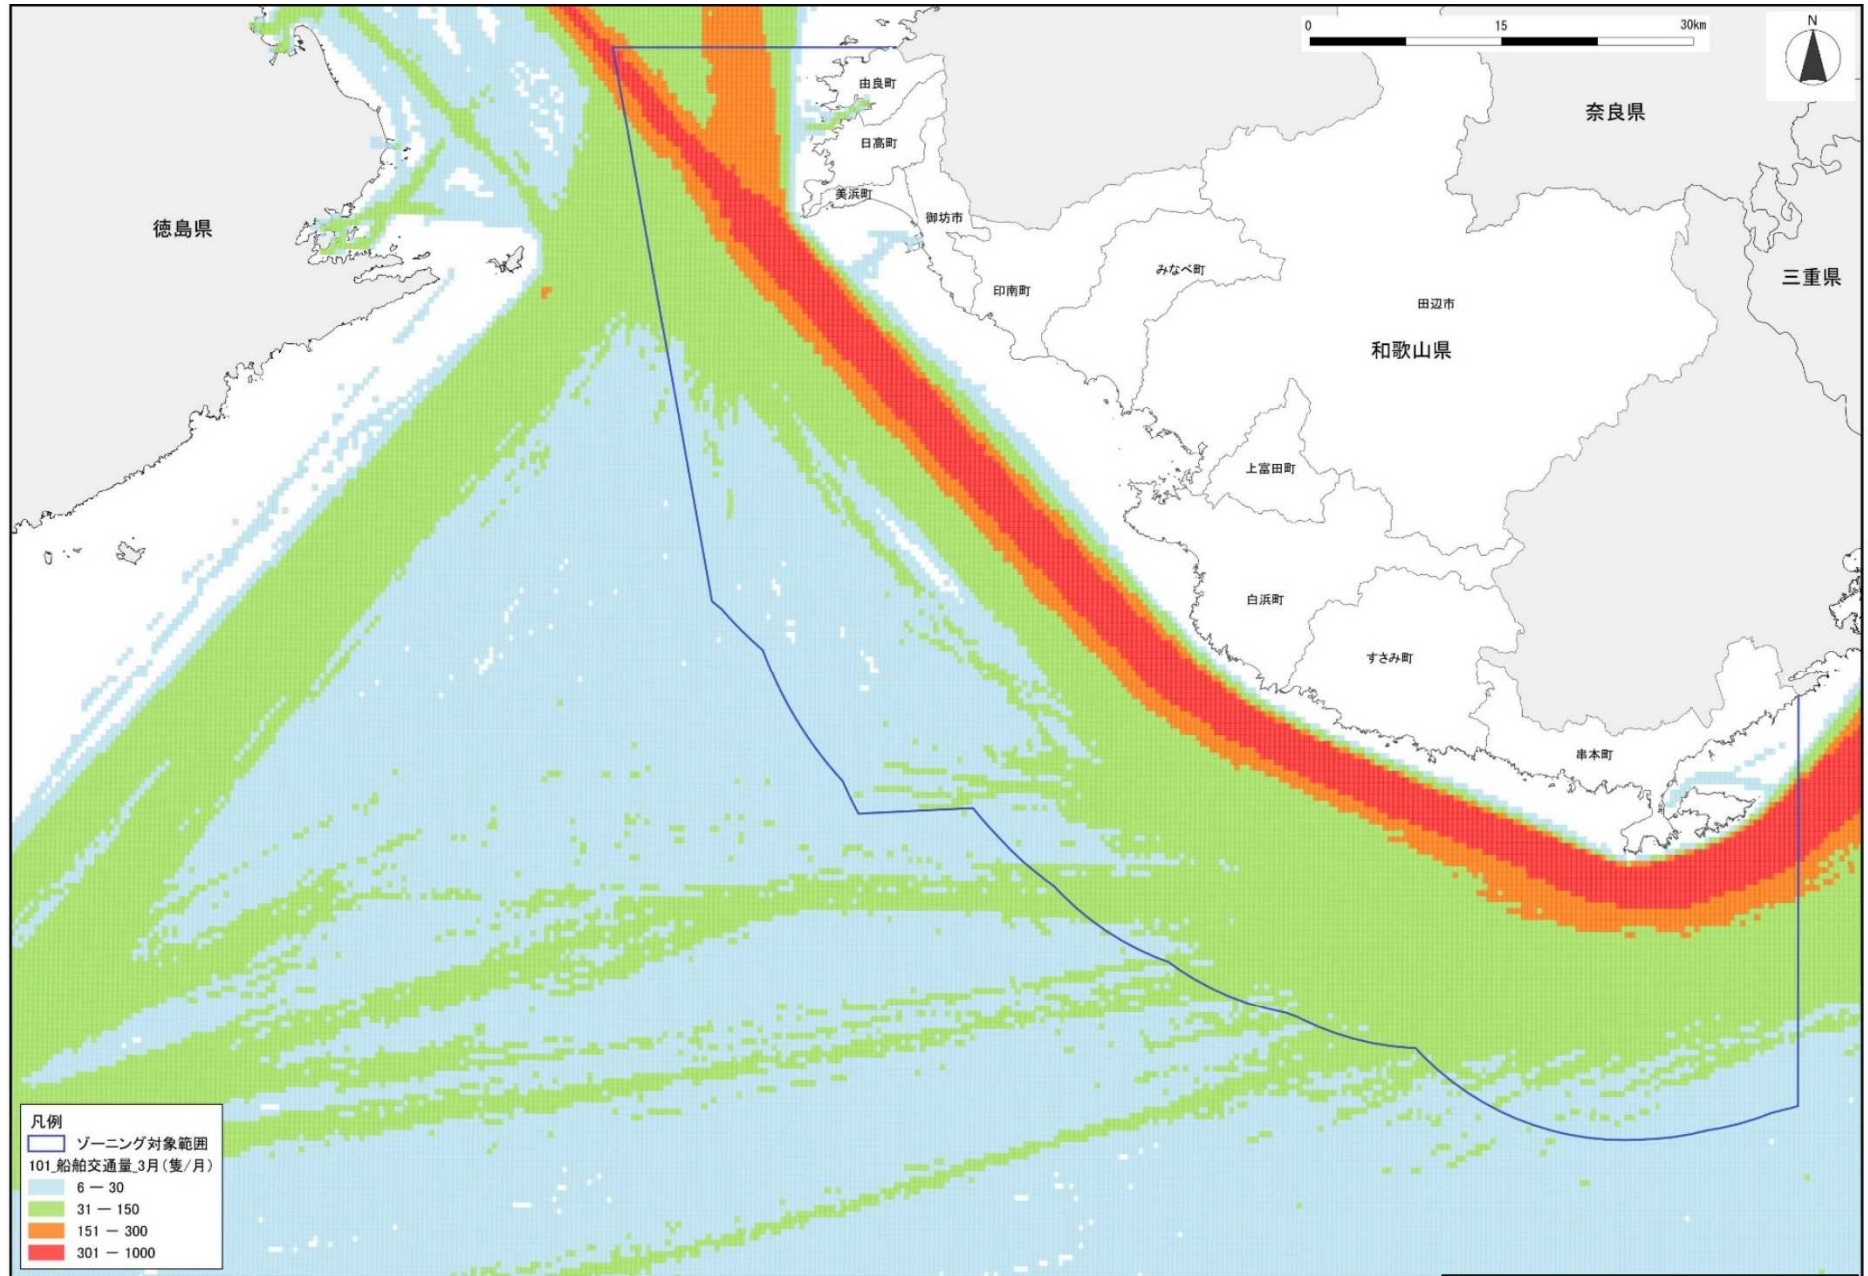 0 15 30km
N
由良町
奈良県
日高町
美浜町
御坊市
徳島県
みなべ町
三重県
印南町
田辺市
和歌山県
上富田町
白浜町
すさみ町
串本町
凡例
ゾーニング対象範囲
101_船舶交通量_3月(隻/月)
6 － 30
31 － 150
151 － 300
301 － 1000